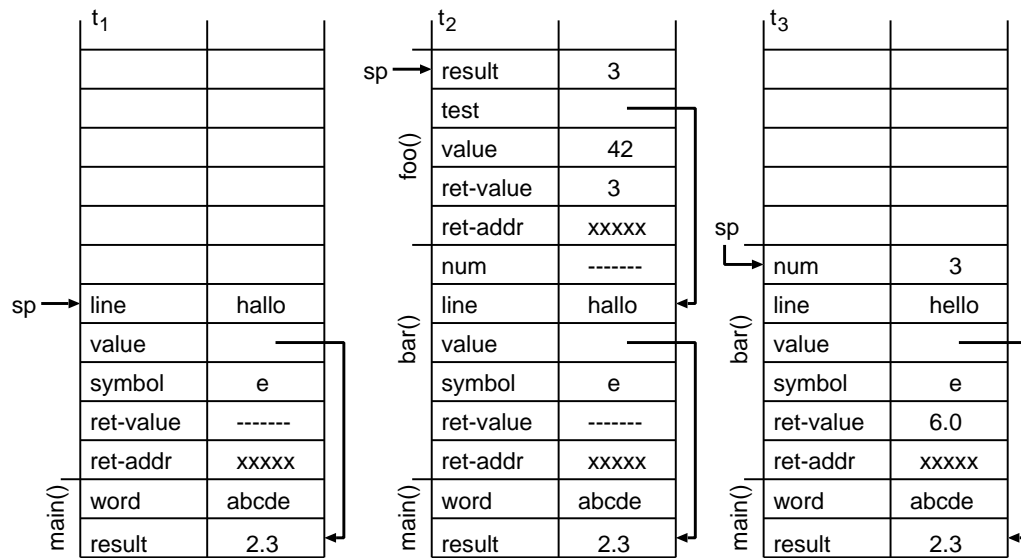 t1
sp
line hallo
value
symbol e
ret-value -------
ret-addr xxxxx
main()
word abcde
result 2.3
t2
sp
foo()
result 3
test
value 42
ret-value 3
ret-addr xxxxx
bar()
num -------
line hallo
value
symbol e
ret-value -------
ret-addr xxxxx
main()
word abcde
result 2.3
t3
sp
bar()
num 3
line hello
value
symbol e
ret-value 6.0
ret-addr xxxxx
main()
word abcde
result 2.3